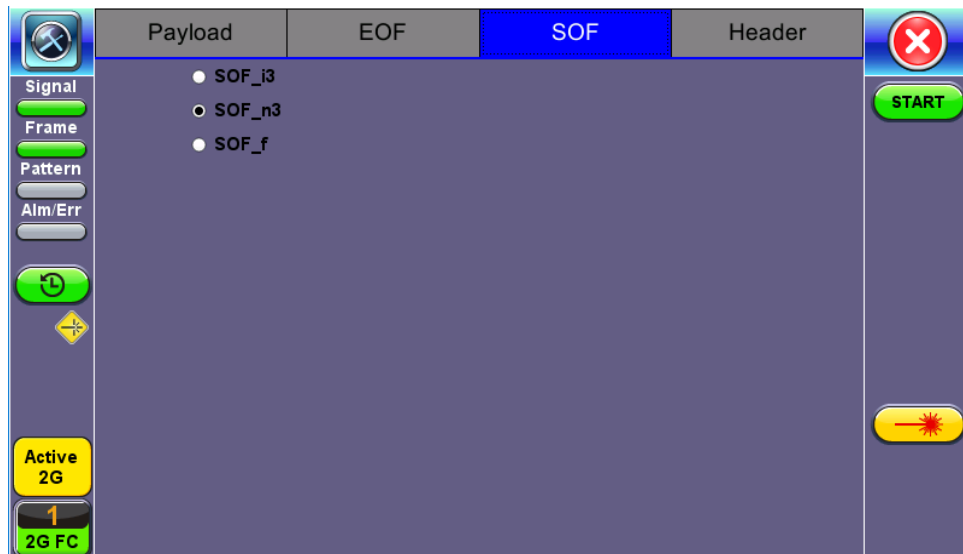 Payload EOF SOF Header
SOF_i3
SOF_n3
SOF_f
Signal
Frame
Pattern
Alm/Err
Active
2G
1
2G FC
START